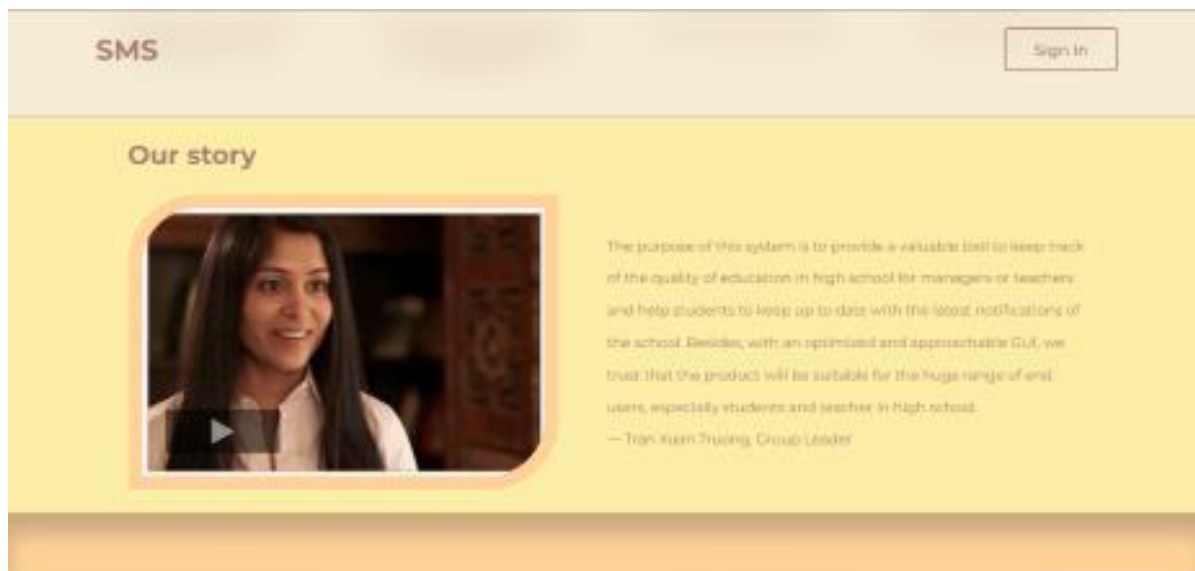 SMS
Sign In
Our story
The purpose of this system is to provide a valuable tool to keep track
of the quality of education in high school for managers or teachers
and help students to keep up to date with the latest notifications of
the school. Besides, with an optimized and approachable GUI, we
trust that the product will be suitable for the huge range of end
users, especially students and teacher in high school.
— Tran Xuan Truong, Group Leader